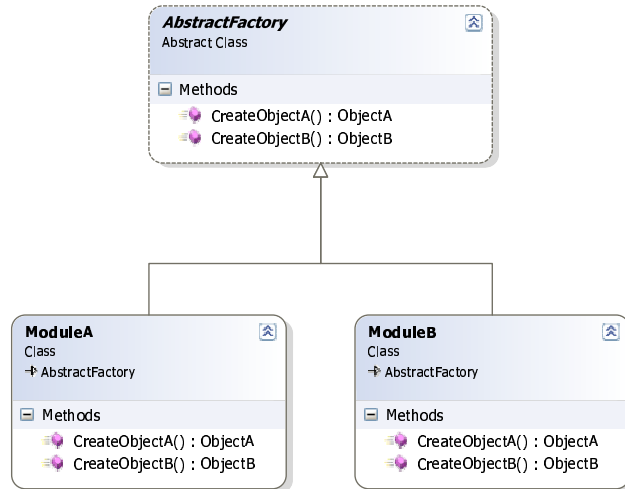 AbstractFactory
Abstract Class
Methods
CreateObjectA() : ObjectA
CreateObjectB() : ObjectB
ModuleA
Class
AbstractFactory
Methods
CreateObjectA() : ObjectA
CreateObjectB() : ObjectB
ModuleB
Class
AbstractFactory
Methods
CreateObjectA() : ObjectA
CreateObjectB() : ObjectB